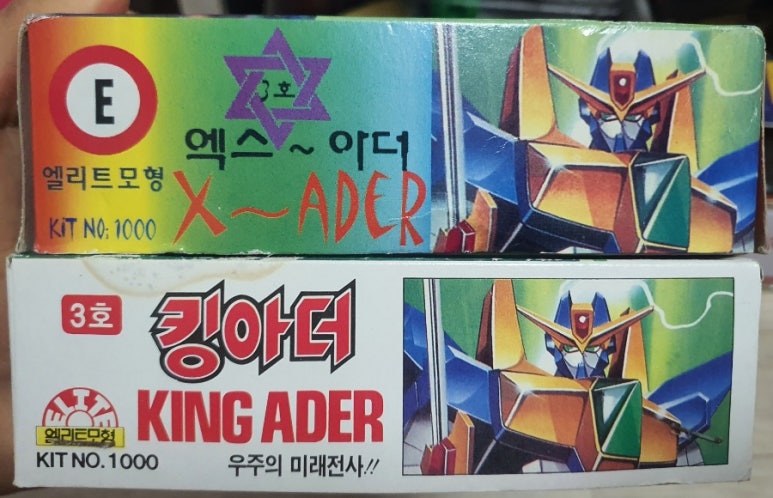 E
3호
엑스~아더
엘리트모형
X~ADER
KIT NO: 1000
3호
킹아더
ELITE
엘리트모형
KING ADER
KIT NO.1000
우주의 미래전사!!